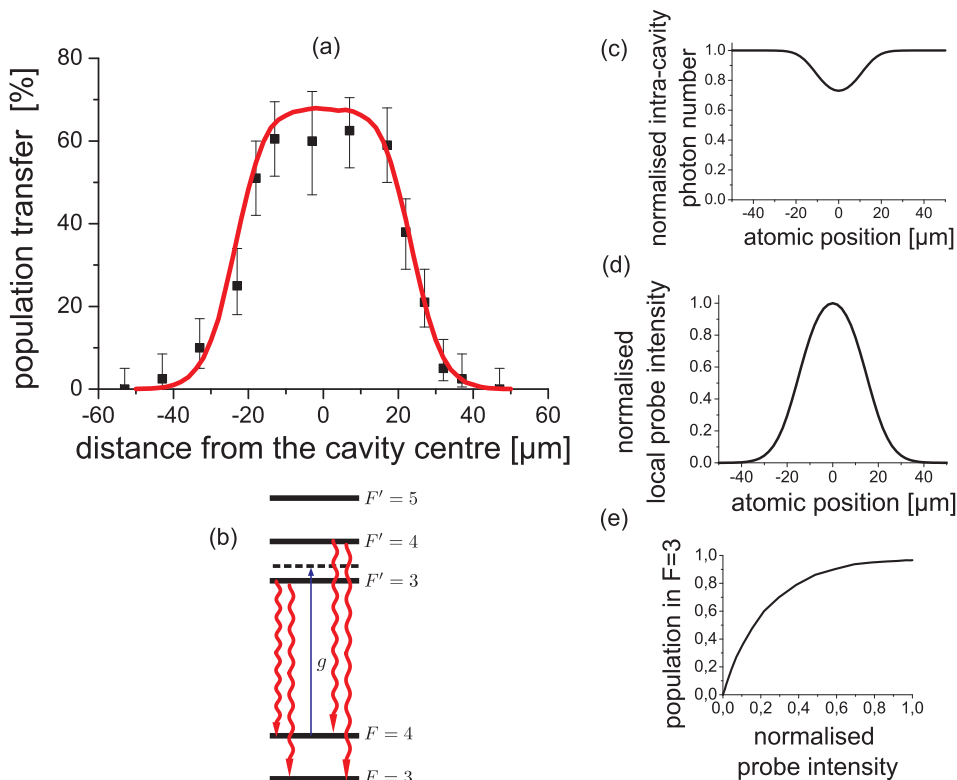 (a)
population transfer [%]
80
60
40
20
0
-60 -40 -20 0 20 40 60
distance from the cavity centre [µm]
(b)
F′ = 5
F′ = 4
F′ = 3
g
F = 4
F = 3
(c)
normalised intra-cavity
photon number
1.0
0.8
0.6
0.4
0.2
0.0
-40 -20 0 20 40
atomic position [µm]
(d)
normalised
local probe intensity
1.0
0.8
0.6
0.4
0.2
0.0
-40 -20 0 20 40
atomic position [µm]
(e)
population in F=3
1,0
0,8
0,6
0,4
0,2
0,0
0,0 0,2 0,4 0,6 0,8 1,0
normalised
probe intensity